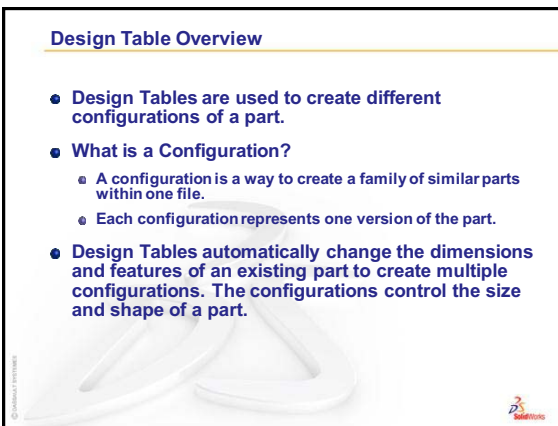 Design Table Overview
Design Tables are used to create different
configurations of a part.
What is a Configuration?
A configuration is a way to create a family of similar parts
within one file.
Each configuration represents one version of the part.
Design Tables automatically change the dimensions
and features of an existing part to create multiple
configurations. The configurations control the size
and shape of a part.
© DASSAULT SYSTEMES
SolidWorks